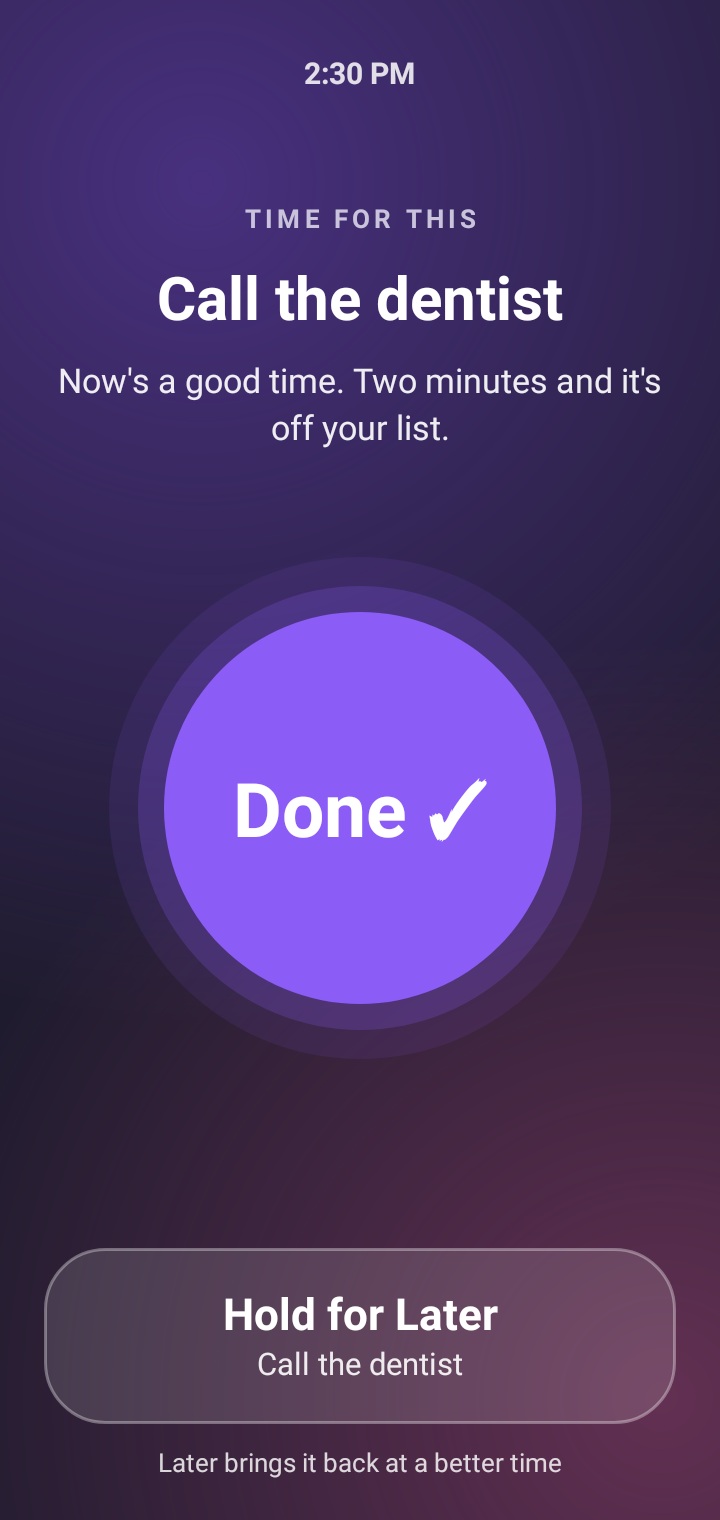 2:30 PM
TIME FOR THIS
Call the dentist
Now's a good time. Two minutes and it's
off your list.
Done ✓
Hold for Later
Call the dentist
Later brings it back at a better time